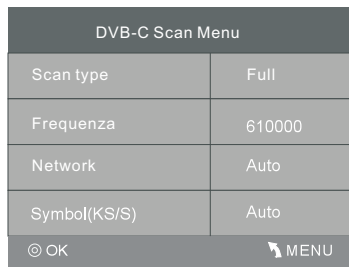 DVB-C Scan Menu
Scan type Full
Frequenza 610000
Network Auto
Symbol(KS/S) Auto
OK MENU